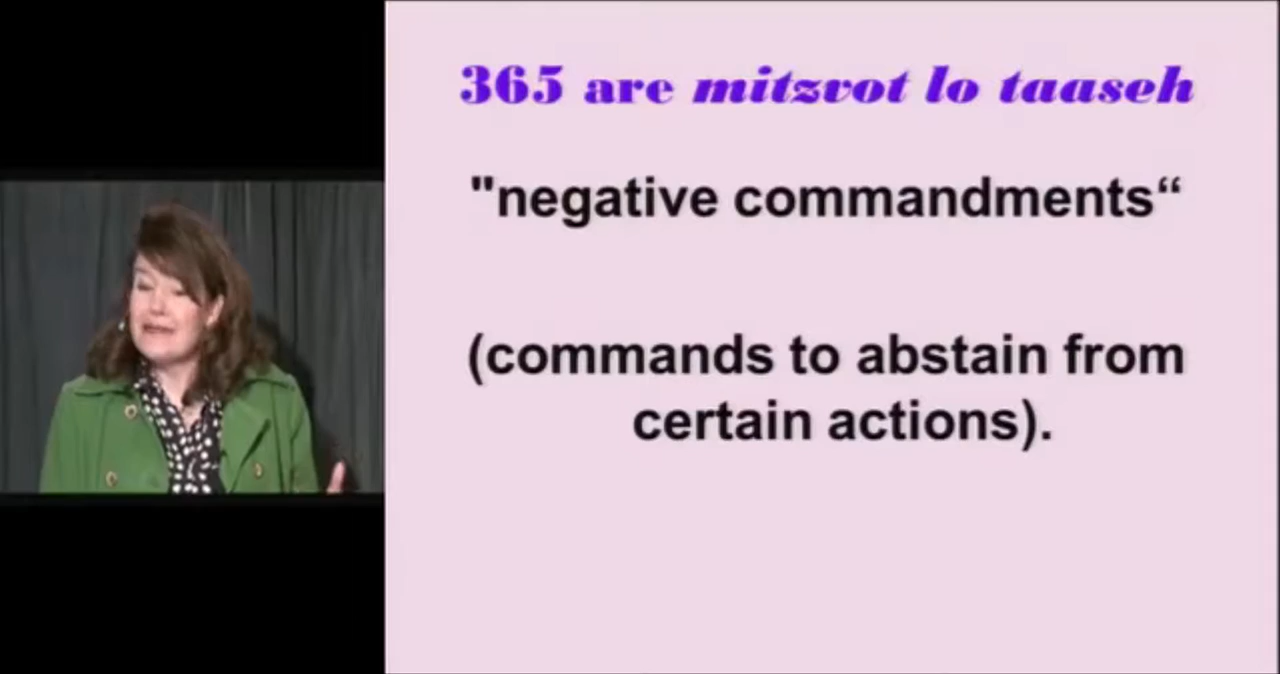 365 are mitzvot lo taaseh
"negative commandments“
(commands to abstain from
certain actions).